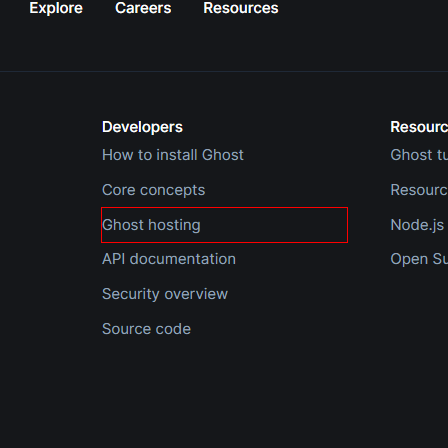 Explore Careers Resources
Developers
How to install Ghost
Core concepts
Ghost hosting
API documentation
Security overview
Source code
Resourc
Ghost tu
Resourc
Node.js
Open Su